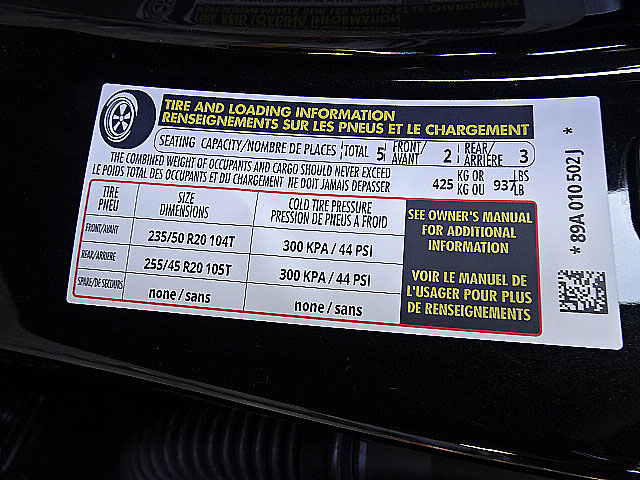 TIRE AND LOADING INFORMATION
RENSEIGNEMENTS SUR LES PNEUS ET LE CHARGEMENT
SEATING CAPACITY/NOMBRE DE PLACES TOTAL 5 FRONT/AVANT 2 REAR/ARRIÈRE 3
THE COMBINED WEIGHT OF OCCUPANTS AND CARGO SHOULD NEVER EXCEED
LE POIDS TOTAL DES OCCUPANTS ET DU CHARGEMENT NE DOIT JAMAIS DEPASSER
425 KG OR KG OU 937 LBS LB
TIRE PNEU
SIZE DIMENSIONS
COLD TIRE PRESSURE
PRESSION DE PNEUS A FROID
FRONT/AVANT 235/50 R20 104T 300 KPA / 44 PSI
REAR/ARRIERE 255/45 R20 105T 300 KPA / 44 PSI
SPARE/DE SECOURS none / sans none / sans
SEE OWNER'S MANUAL
FOR ADDITIONAL
INFORMATION
VOIR LE MANUEL DE
L'USAGER POUR PLUS
DE RENSEIGNEMENTS
* 89A 010 502 J *